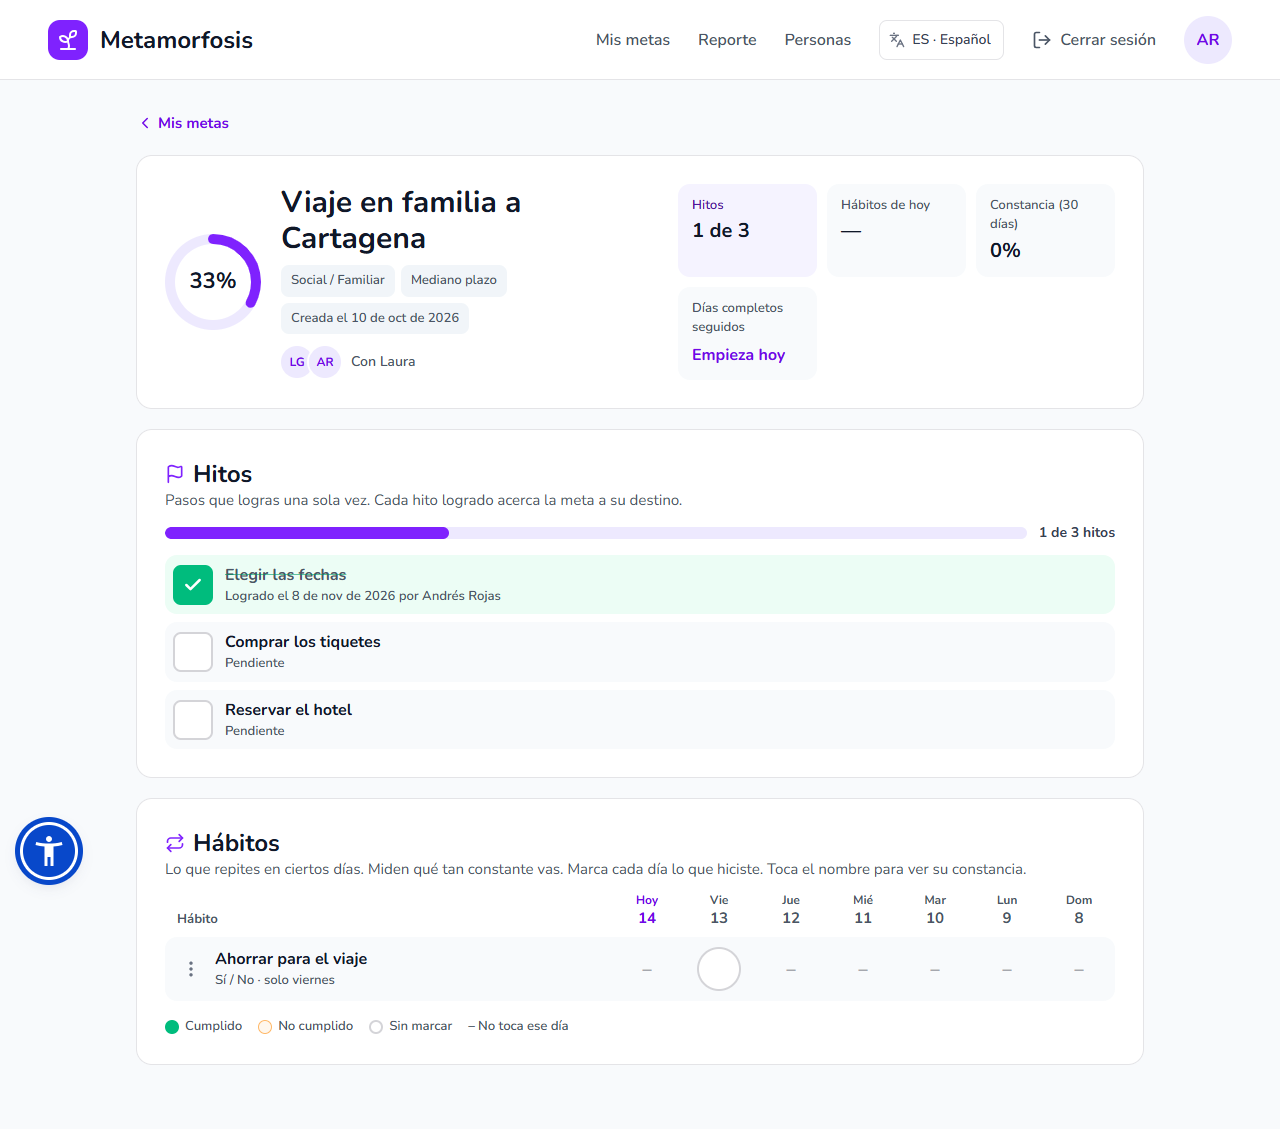 Metamorfosis
Mis metas
Reporte
Personas
ES · Español
Cerrar sesión
AR
Mis metas
33%
Viaje en familia a
Cartagena
Social / Familiar
Mediano plazo
Creada el 10 de oct de 2026
LG
AR
Con Laura
Hitos
1 de 3
Hábitos de hoy
—
Constancia (30
días)
0%
Días completos
seguidos
Empieza hoy
Hitos
Pasos que logras una sola vez. Cada hito logrado acerca la meta a su destino.
1 de 3 hitos
Elegir las fechas
Logrado el 8 de nov de 2026 por Andrés Rojas
Comprar los tiquetes
Pendiente
Reservar el hotel
Pendiente
Hábitos
Lo que repites en ciertos días. Miden qué tan constante vas. Marca cada día lo que hiciste. Toca el nombre para ver su constancia.
Hábito
Hoy
14
Vie
13
Jue
12
Mié
11
Mar
10
Lun
9
Dom
8
Ahorrar para el viaje
Sí / No · solo viernes
– – – – – –
Cumplido
No cumplido
Sin marcar
– No toca ese día